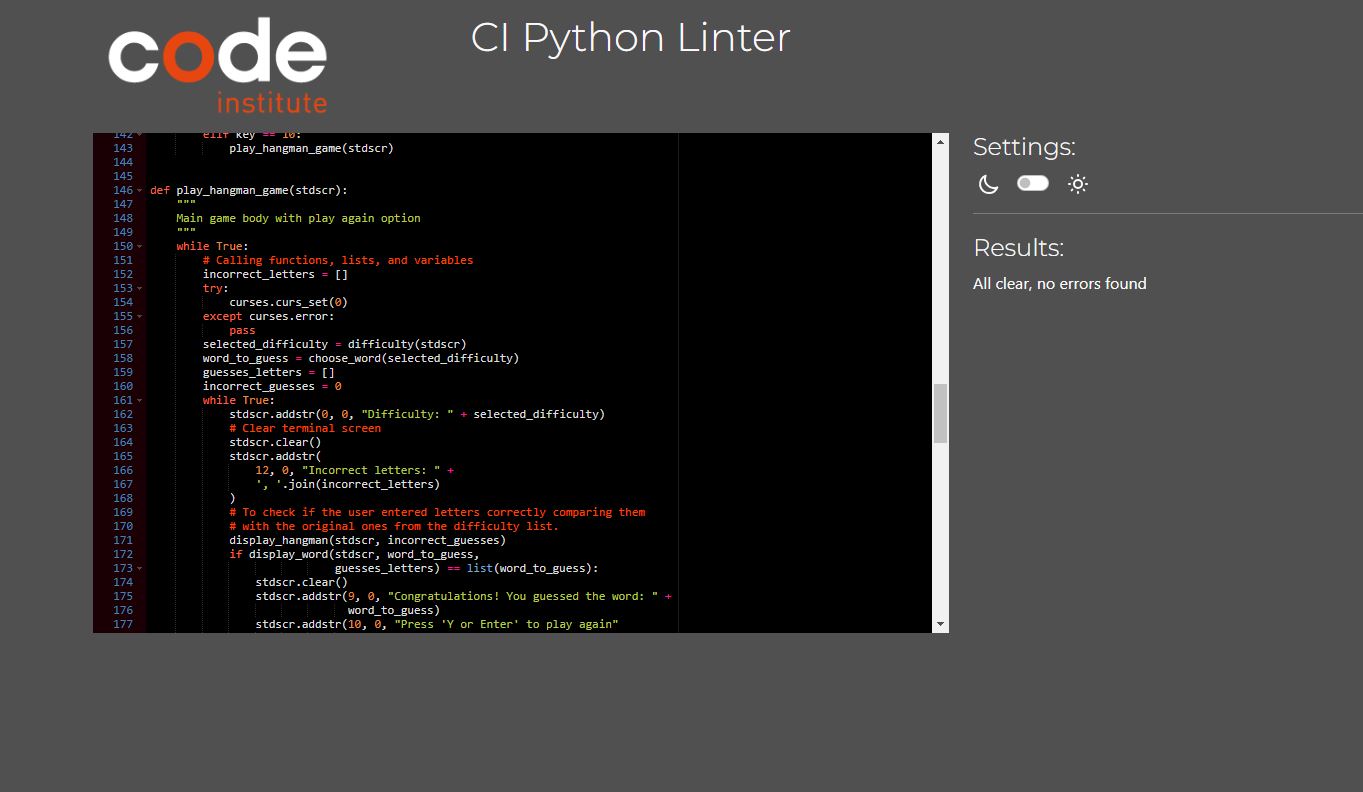 code
institute
CI Python Linter
142 elif key == 10:
143 play_hangman_game(stdscr)
144
145
146 def play_hangman_game(stdscr):
147 """
148 Main game body with play again option
149 """
150 while True:
151 # Calling functions, lists, and variables
152 incorrect_letters = []
153 try:
154 curses.curs_set(0)
155 except curses.error:
156 pass
157 selected_difficulty = difficulty(stdscr)
158 word_to_guess = choose_word(selected_difficulty)
159 guesses_letters = []
160 incorrect_guesses = 0
161 while True:
162 stdscr.addstr(0, 0, "Difficulty: " + selected_difficulty)
163 # Clear terminal screen
164 stdscr.clear()
165 stdscr.addstr(
166 12, 0, "Incorrect letters: " +
167 ', '.join(incorrect_letters)
168 )
169 # To check if the user entered letters correctly comparing them
170 # with the original ones from the difficulty list.
171 display_hangman(stdscr, incorrect_guesses)
172 if display_word(stdscr, word_to_guess,
173 guesses_letters) == list(word_to_guess):
174 stdscr.clear()
175 stdscr.addstr(9, 0, "Congratulations! You guessed the word: " +
176 word_to_guess)
177 stdscr.addstr(10, 0, "Press 'Y or Enter' to play again"
Settings:
Results:
All clear, no errors found